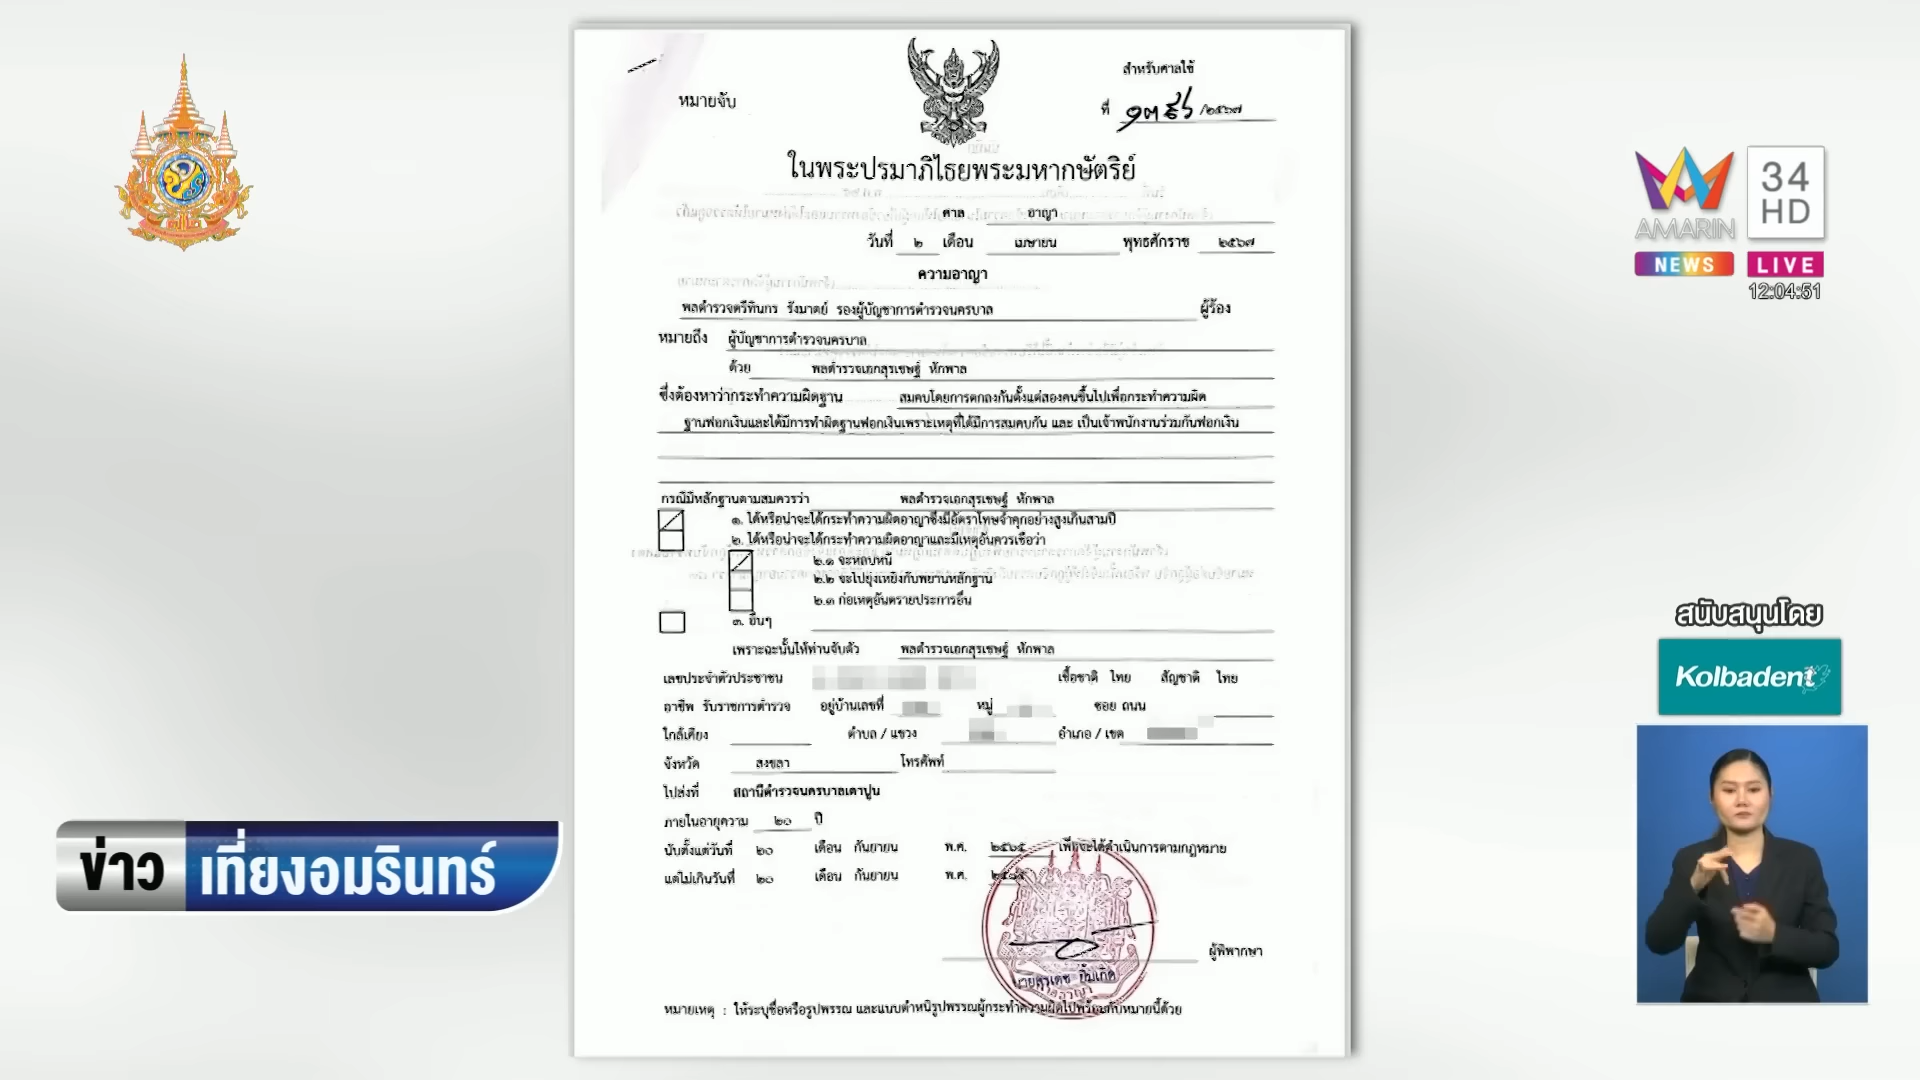 สำหรับศาลใช้
หมายจับ
ที่ /๒๕๖๗
ในพระปรมาภิไธยพระมหากษัตริย์
ศาล อาญา
วันที่ ๒ เดือน เมษายน พุทธศักราช ๒๕๖๗
ความอาญา
พลตำรวจตรีทินกร รังมาตย์ รองผู้บัญชาการตำรวจนครบาล ผู้ร้อง
หมายถึง ผู้บัญชาการตำรวจนครบาล
ด้วย พลตำรวจเอกสุรเชษฐ์ หักพาล
ซึ่งต้องหาว่ากระทำความผิดฐาน สมคบโดยการตกลงกันตั้งแต่สองคนขึ้นไปเพื่อกระทำความผิด
ฐานฟอกเงินและได้มีการทำผิดฐานฟอกเงินเพราะเหตุที่ได้มีการสมคบกัน และ เป็นเจ้าพนักงานร่วมกันฟอกเงิน
กรณีมีหลักฐานตามสมควรว่า พลตำรวจเอกสุรเชษฐ์ หักพาล
๑. ได้หรือน่าจะได้กระทำความผิดอาญาซึ่งมีอัตราโทษจำคุกอย่างสูงเกินสามปี
๒. ได้หรือน่าจะได้กระทำความผิดอาญาและมีเหตุอันควรเชื่อว่า
๒.๑ จะหลบหนี
๒.๒ จะไปยุ่งเหยิงกับพยานหลักฐาน
๒.๓ ก่อเหตุอันตรายประการอื่น
๓. อื่นๆ
เพราะฉะนั้นให้ท่านจับตัว พลตำรวจเอกสุรเชษฐ์ หักพาล
เลขประจำตัวประชาชน เชื้อชาติ ไทย สัญชาติ ไทย
อาชีพ รับราชการตำรวจ อยู่บ้านเลขที่ หมู่ ซอย ถนน
ใกล้เคียง ตำบล / แขวง อำเภอ / เขต
จังหวัด สงขลา โทรศัพท์
ไปส่งที่ สถานีตำรวจนครบาลเตาปูน
ภายในอายุความ ๒๐ ปี
นับตั้งแต่วันที่ ๒๐ เดือน กันยายน พ.ศ. ๒๕๖๕ เพื่อจะได้ดำเนินการตามกฎหมาย
แต่ไม่เกินวันที่ ๒๐ เดือน กันยายน พ.ศ.
ผู้พิพากษา
นายสุรเดช ยิ้มเกิด
หมายเหตุ : ให้ระบุชื่อหรือรูปพรรณ และแนบตำหนิรูปพรรณผู้กระทำความผิดไปพร้อมกับหมายนี้ด้วย
AMARIN
34
HD
NEWS LIVE
12:04:51
สนับสนุนโดย
Kolbadent
ข่าว เที่ยงอมรินทร์